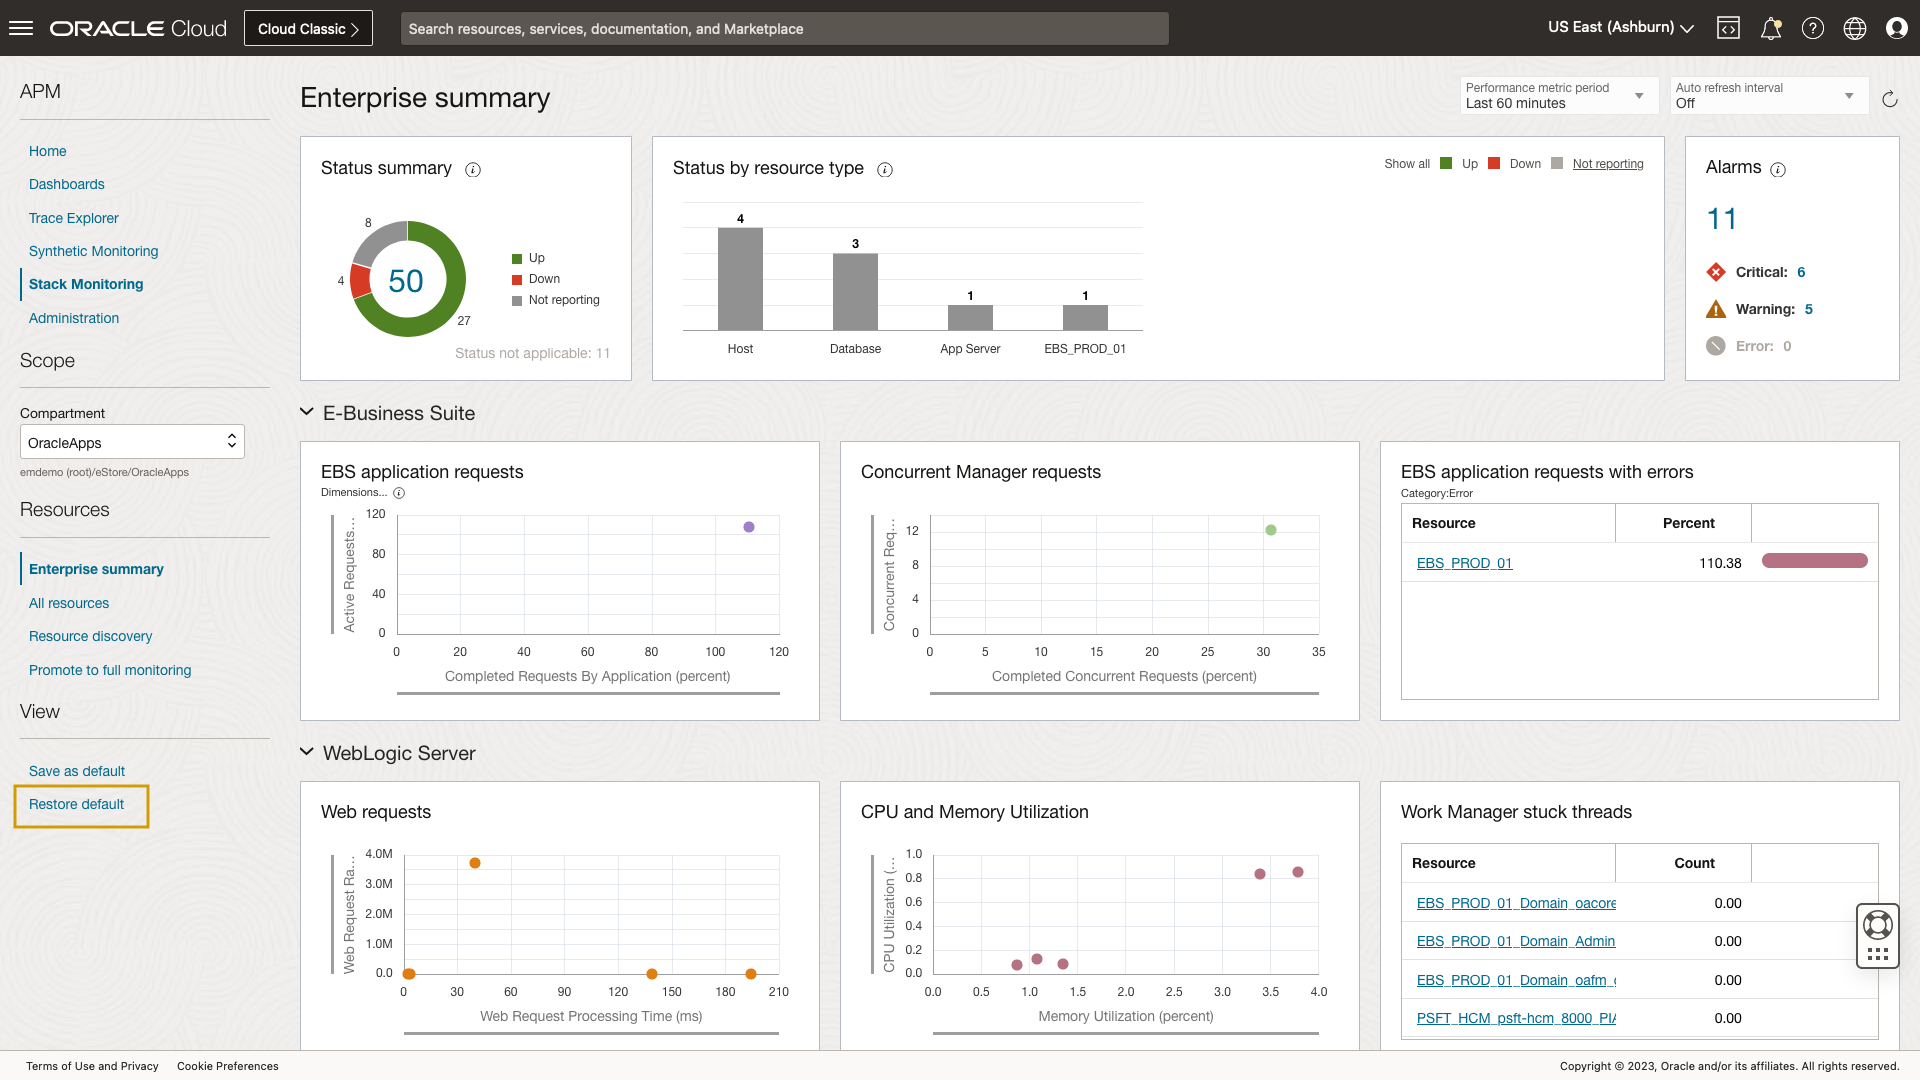 ORACLE Cloud
Cloud Classic >
Search resources, services, documentation, and Marketplace
US East (Ashburn)
APM
Home
Dashboards
Trace Explorer
Synthetic Monitoring
Stack Monitoring
Administration
Scope
Compartment
OracleApps
emdemo (root)/eStore/OracleApps
Resources
Enterprise summary
All resources
Resource discovery
Promote to full monitoring
View
Save as default
Restore default
Enterprise summary
Performance metric period
Last 60 minutes
Auto refresh interval
Off
Status summary
8
4
50
27
Up
Down
Not reporting
Status not applicable: 11
Status by resource type
Show all Up Down Not reporting
4
3
1
1
Host Database App Server EBS_PROD_01
Alarms
11
Critical: 6
Warning: 5
Error: 0
E-Business Suite
EBS application requests
Dimensions...
Active Requests...
120
80
40
0
0 20 40 60 80 100 120
Completed Requests By Application (percent)
Concurrent Manager requests
Concurrent Req...
12
8
4
0
0 5 10 15 20 25 30 35
Completed Concurrent Requests (percent)
EBS application requests with errors
Category:Error
Resource Percent
EBS_PROD_01 110.38
WebLogic Server
Web requests
Web Request Ra...
4.0M
3.0M
2.0M
1.0M
0.0
0 30 60 90 120 150 180 210
Web Request Processing Time (ms)
CPU and Memory Utilization
CPU Utilization (...
1.0
0.8
0.6
0.4
0.2
0.0
0.0 0.5 1.0 1.5 2.0 2.5 3.0 3.5 4.0
Memory Utilization (percent)
Work Manager stuck threads
Resource Count
EBS_PROD_01_Domain_oacore 0.00
EBS_PROD_01_Domain_Admin 0.00
EBS_PROD_01_Domain_oafm_ 0.00
PSFT_HCM_psft-hcm_8000_PIA 0.00
Terms of Use and Privacy Cookie Preferences
Copyright © 2023, Oracle and/or its affiliates. All rights reserved.